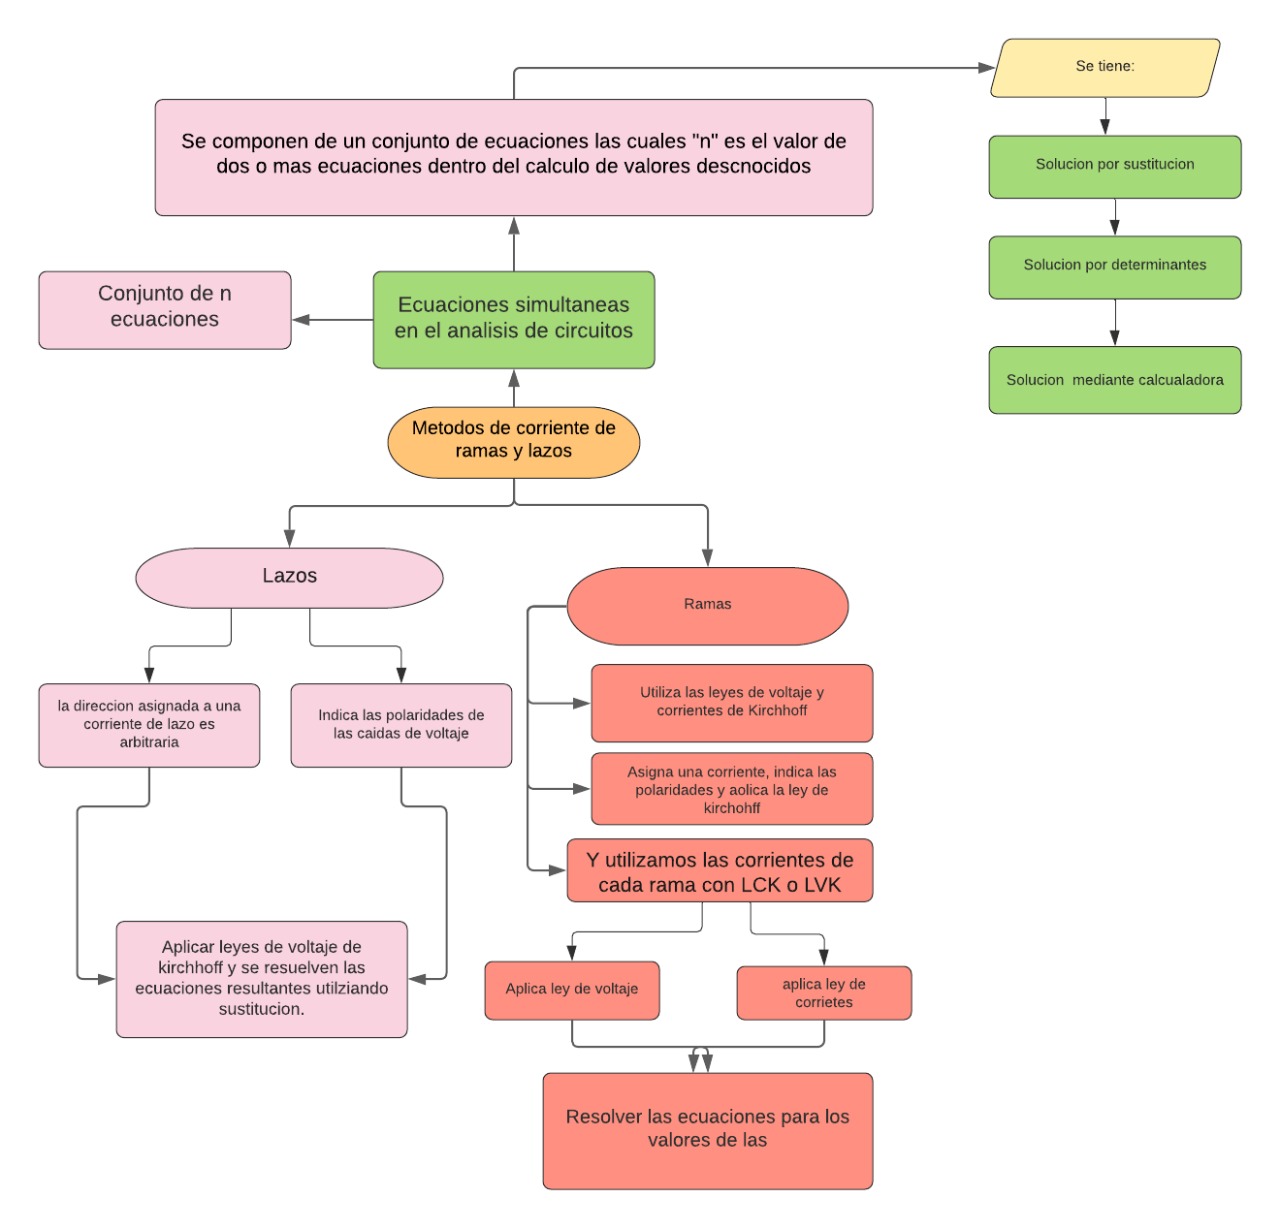 Se tiene:
Se componen de un conjunto de ecuaciones las cuales "n" es el valor de
dos o mas ecuaciones dentro del calculo de valores descnocidos
Solucion por sustitucion
Solucion por determinantes
Solucion mediante calcualadora
Conjunto de n
ecuaciones
Ecuaciones simultaneas
en el analisis de circuitos
Metodos de corriente de
ramas y lazos
Lazos
Ramas
la direccion asignada a una
corriente de lazo es
arbitraria
Indica las polaridades de
las caidas de voltaje
Utiliza las leyes de voltaje y
corrientes de Kirchhoff
Asigna una corriente, indica las
polaridades y aolica la ley de
kirchohff
Y utilizamos las corrientes de
cada rama con LCK o LVK
Aplicar leyes de voltaje de
kirchhoff y se resuelven las
ecuaciones resultantes utilziando
sustitucion.
Aplica ley de voltaje
aplica ley de
corrietes
Resolver las ecuaciones para los
valores de las